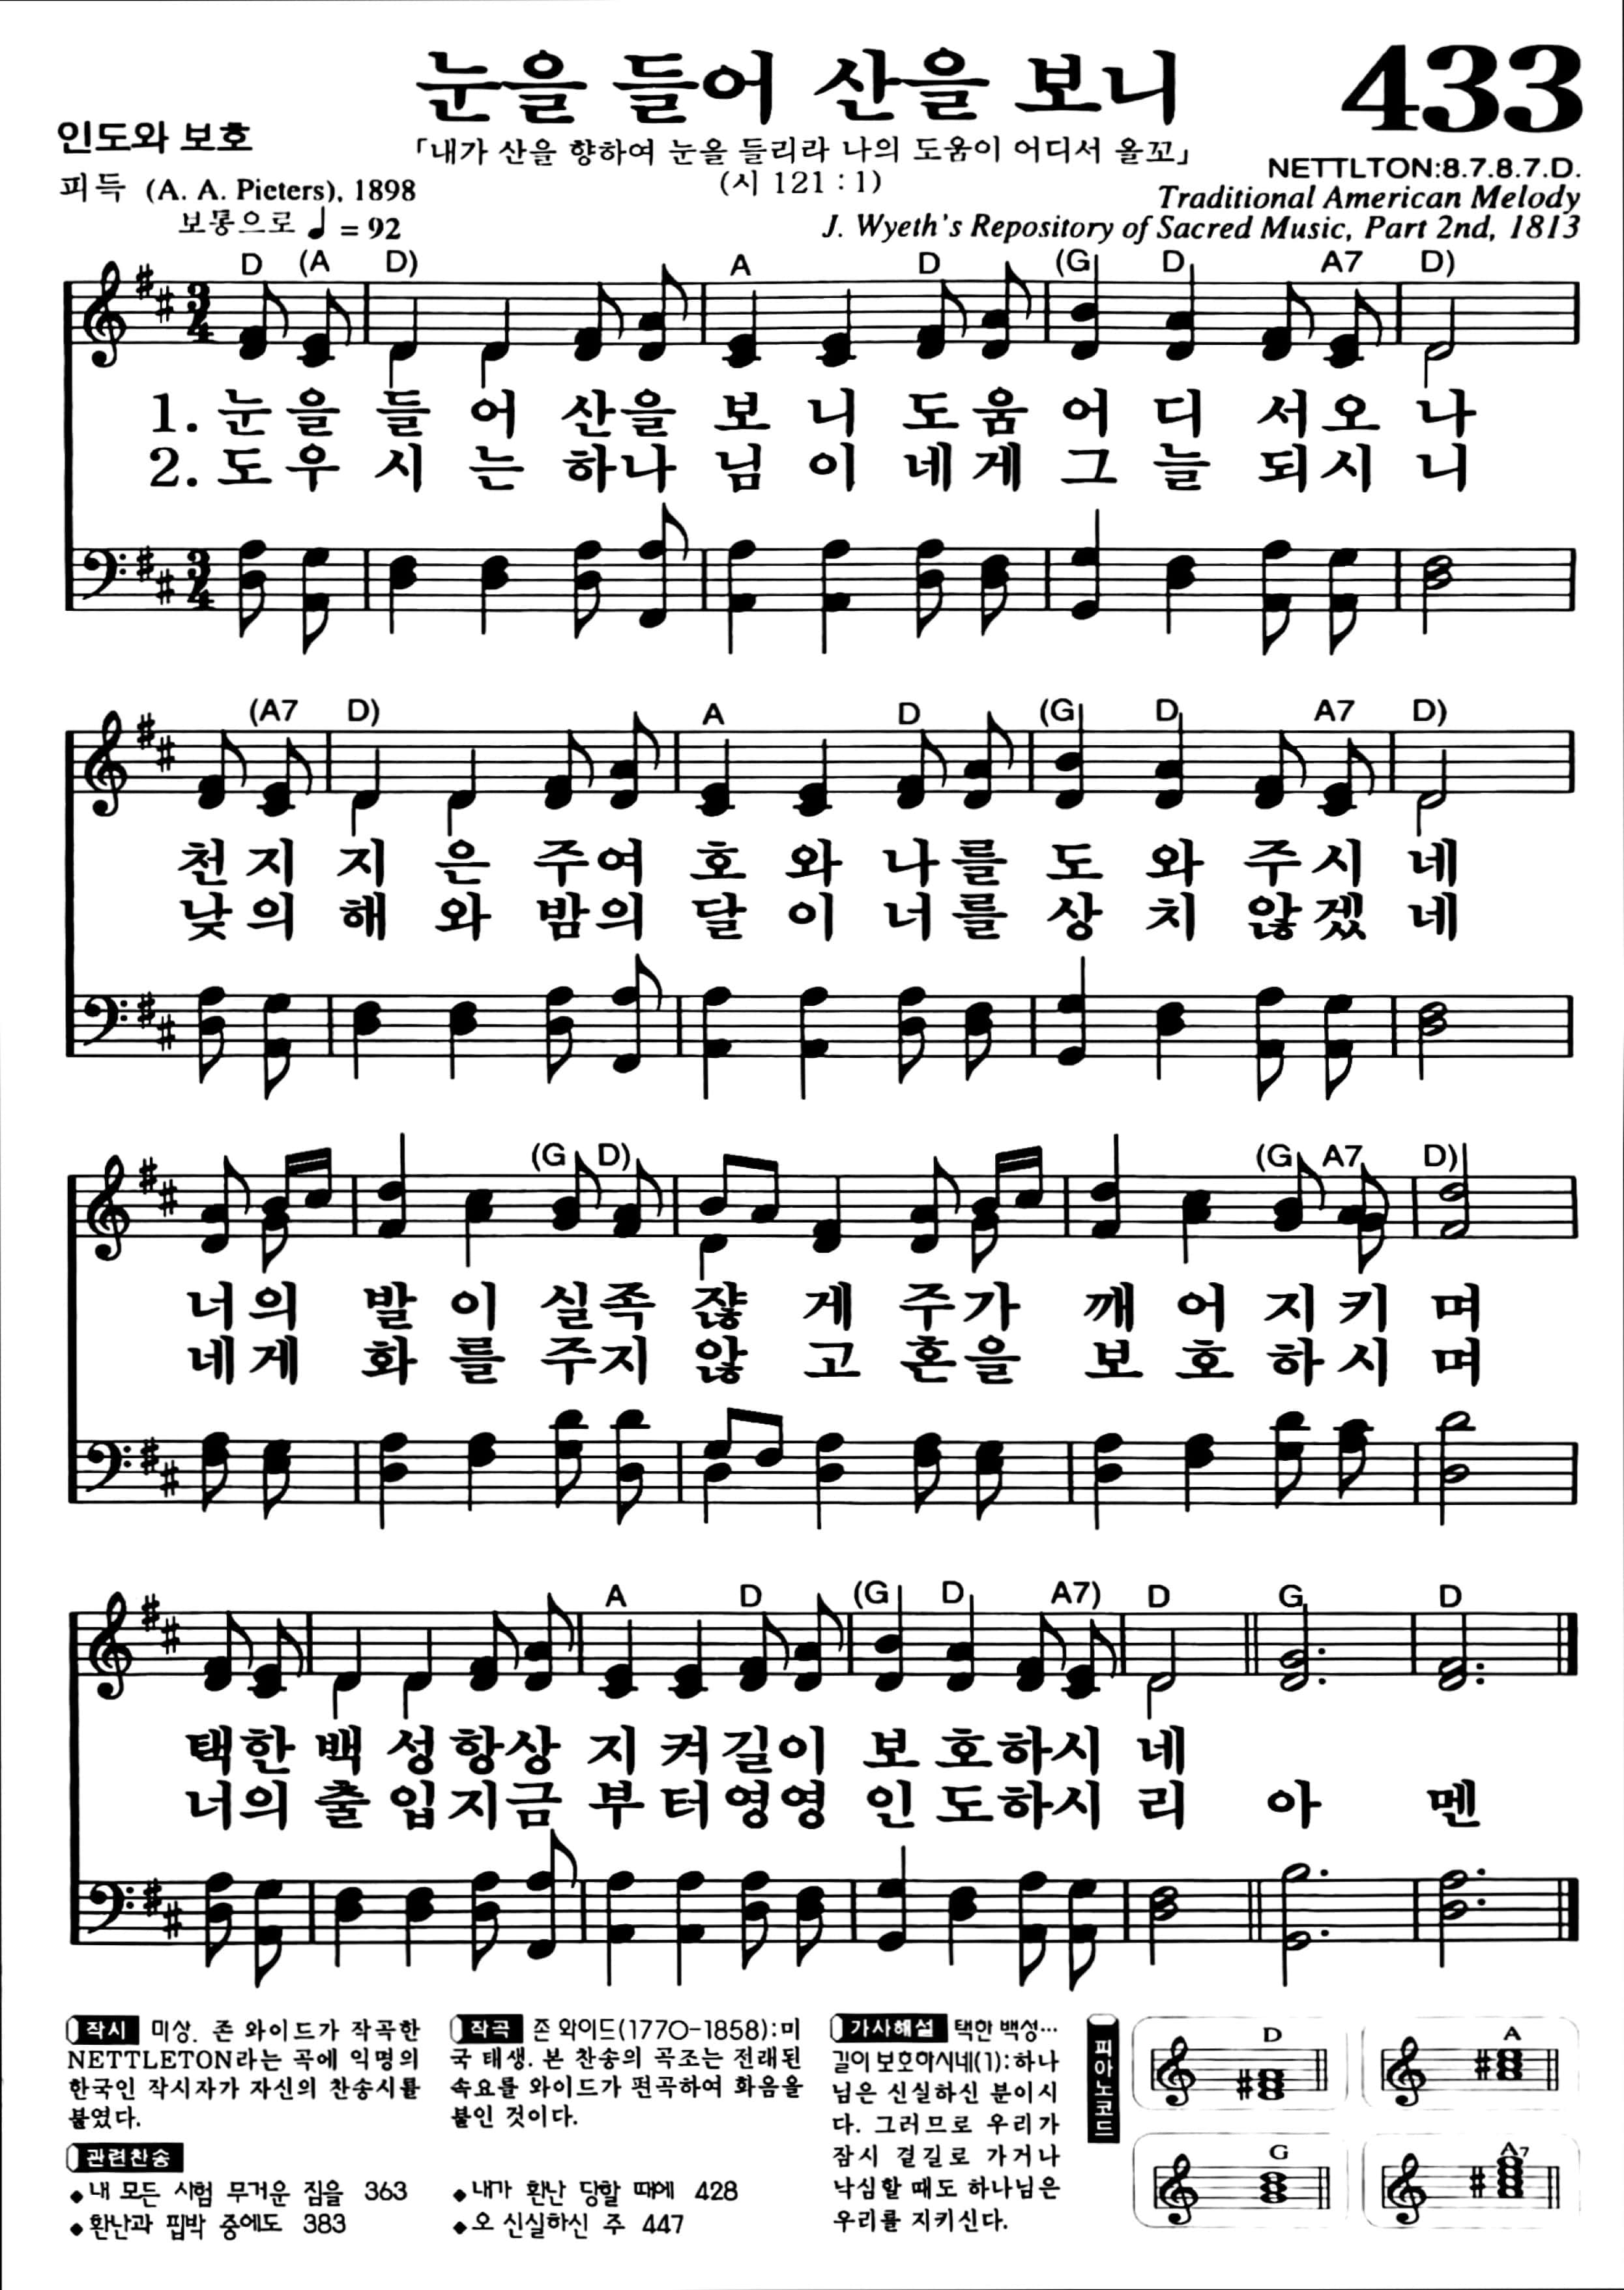 눈을 들어 산을 보니
433
인도와 보호
「내가 산을 향하여 눈을 들리라 나의 도움이 어디서 올꼬」
(시 121 : 1)
피득 (A. A. Pieters), 1898
보통으로 ♩ = 92
NETTLTON:8.7.8.7.D.
Traditional American Melody
J. Wyeth's Repository of Sacred Music, Part 2nd, 1813
D (A D) A D (G D A7 D)
3 4
1. 눈을 들 어 산을 보 니 도움 어 디 서오 나
2. 도우 시 는 하나 님 이 네게 그 늘 되시 니
3 4
(A7 D) A D (G D A7 D)
천지 지 은 주여 호 와 나를 도 와 주시 네
낮의 해 와 밤의 달 이 너를 상 치 않겠 네
(G D) (G A7 D)
너의 발 이 실족 쟎 게 주가 깨 어 지키 며
네게 화 를 주지 않 고 혼을 보 호 하시 며
A D (G D A7) D G D
택한 백 성 항상 지 켜 길이 보 호 하시 네
너의 출 입 지금 부 터 영영 인 도 하시 리 아 멘
작시 미상. 존 와이드가 작곡한
NETTLETON라는 곡에 익명의
한국인 작시자가 자신의 찬송시를
붙였다.
작곡 존 와이드(1770-1858):미
국 태생. 본 찬송의 곡조는 전래된
속요를 와이드가 편곡하여 화음을
붙인 것이다.
가사해설 택한 백성…
길이 보호하시네(1):하나
님은 신실하신 분이시
다. 그러므로 우리가
잠시 곁길로 가거나
낙심할 때도 하나님은
우리를 지키신다.
관련찬송
◆내 모든 시험 무거운 짐을 363
◆환난과 핍박 중에도 383
◆내가 환난 당할 때에 428
◆오 신실하신 주 447
피아노코드
D
A
G
A7